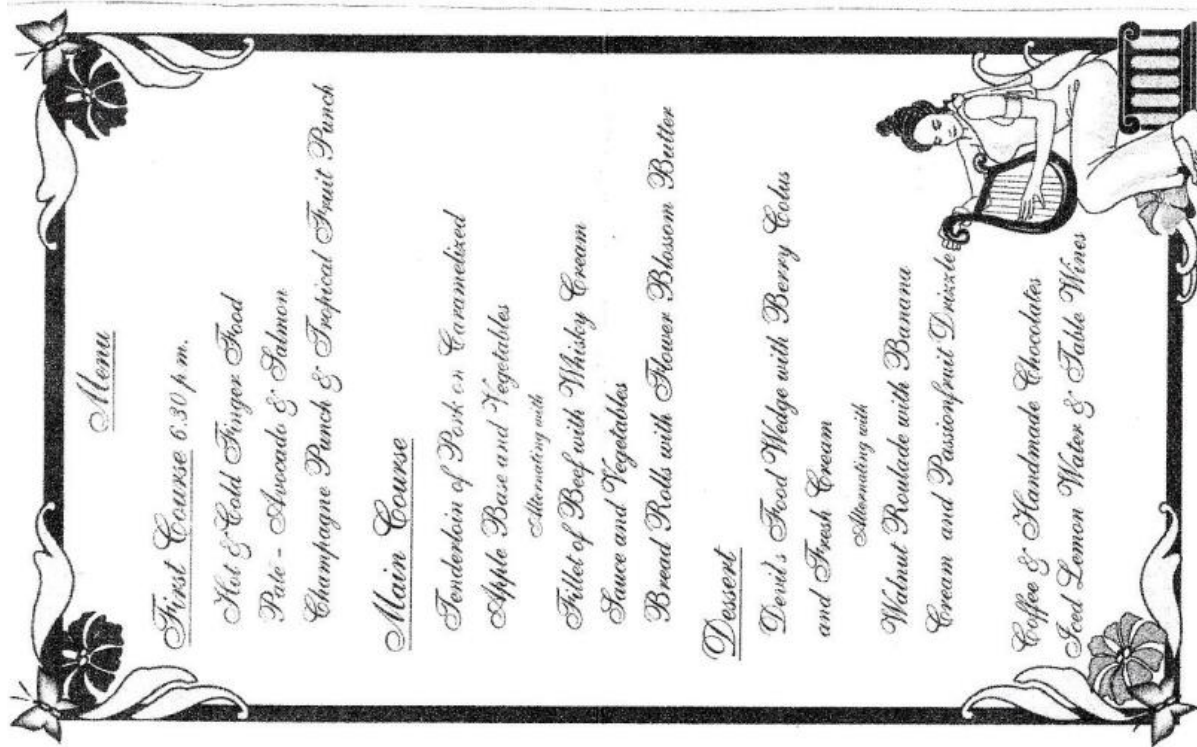 Menu
First Course 6.30 p.m.
Hot & Cold Finger Food
Paté - Avocado & Salmon
Champagne Punch & Tropical Fruit Punch
Main Course
Tenderloin of Pork on Caramelized
Apple Base and Vegetables
Alternating with
Fillet of Beef with Whisky Cream
Sauce and Vegetables
Bread Rolls with Flower Blossom Butter
Dessert
Devil's Food Wedge with Berry Colus
and Fresh Cream
Alternating with
Walnut Roulade with Banana
Cream and Passionfruit Drizzle
Coffee & Handmade Chocolates
Iced Lemon Water & Table Wines